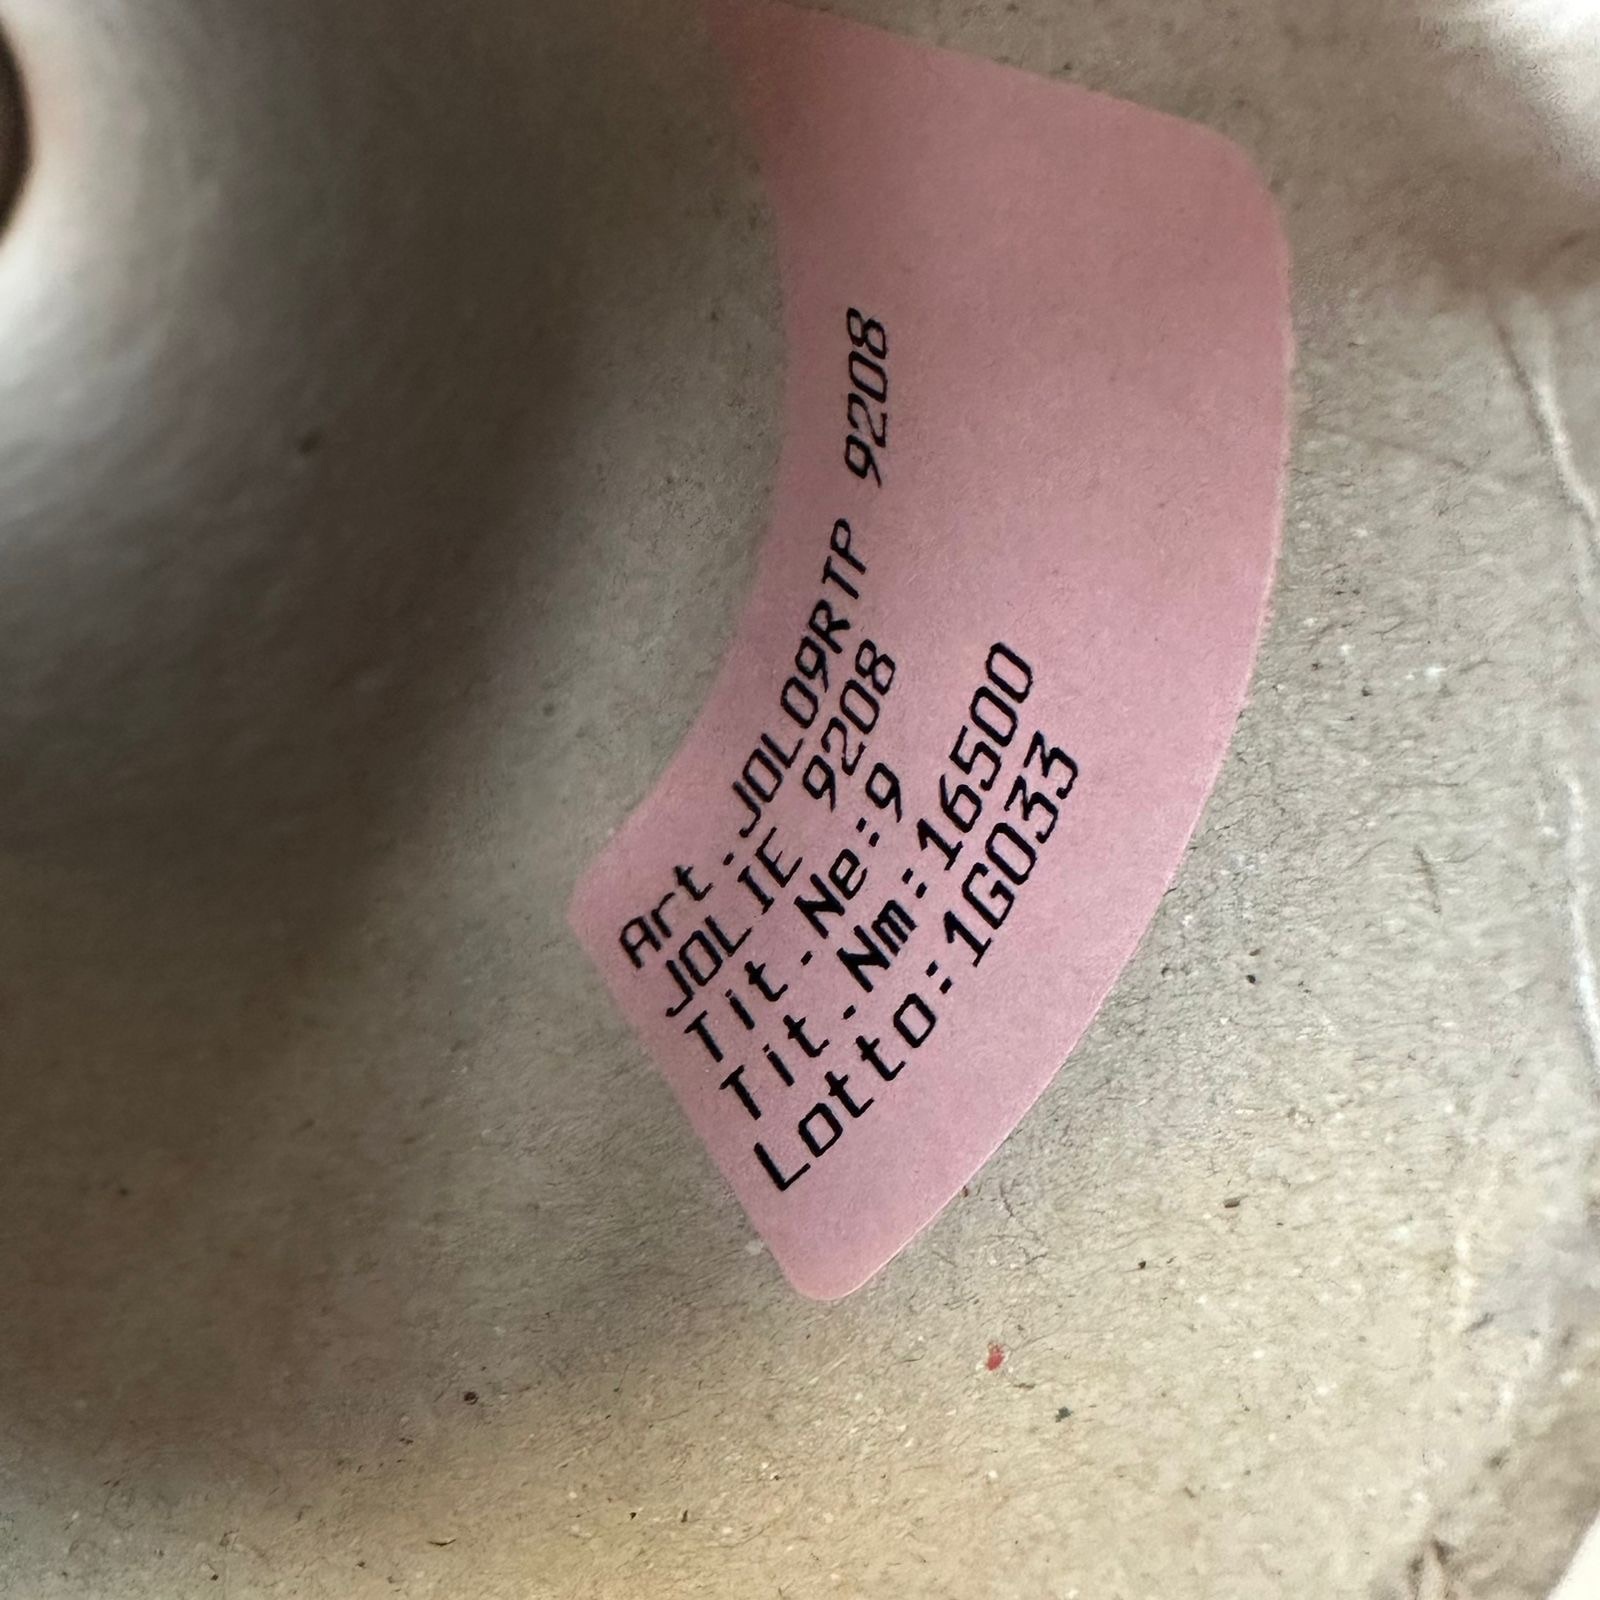 Art.JOL09RTP 9208
JOLIE 9208
Tit.Ne:9
Tit.Nm:16500
Lotto:1G033